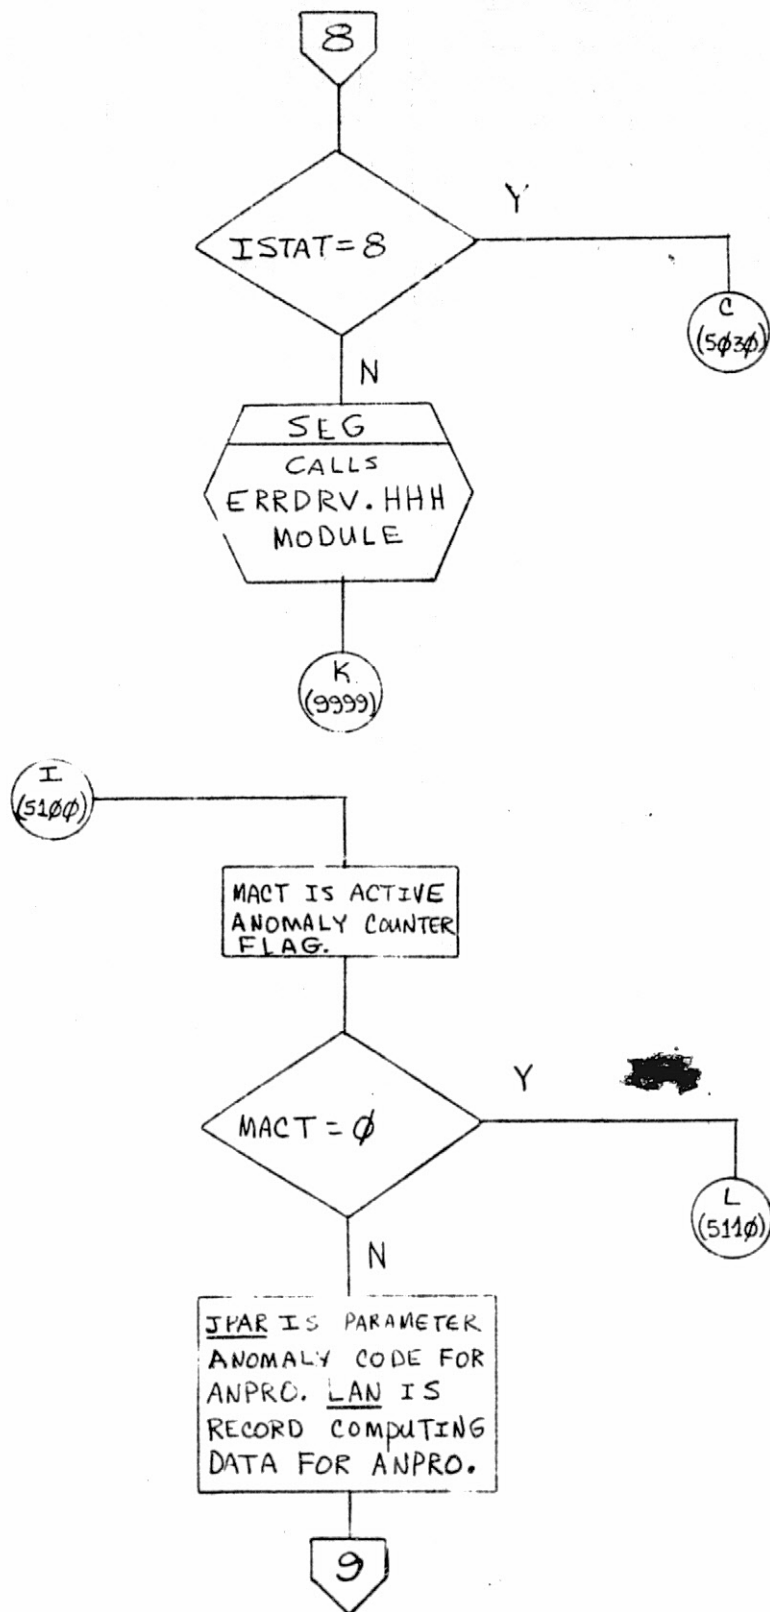 8
ISTAT=8
Y
C
(5Ø3Ø)
N
SEG
CALLS
ERRDRV.HHH
MODULE
K
(9999)
I
(51ØØ)
MACT IS ACTIVE
ANOMALY COUNTER
FLAG.
MACT = Ø
Y
L
(511Ø)
N
JPAR IS PARAMETER
ANOMALY CODE FOR
ANPRO. LAN IS
RECORD COMPUTING
DATA FOR ANPRO.
9